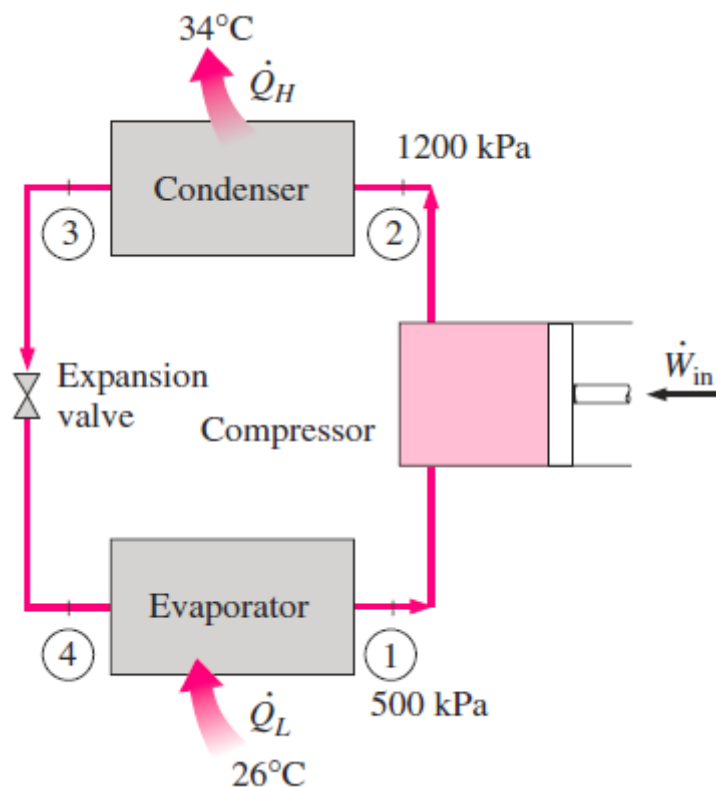 34°C
Q̇H
1200 kPa
Condenser
3
2
Expansion
valve
Ẇin
Compressor
Evaporator
4
1
Q̇L
500 kPa
26°C